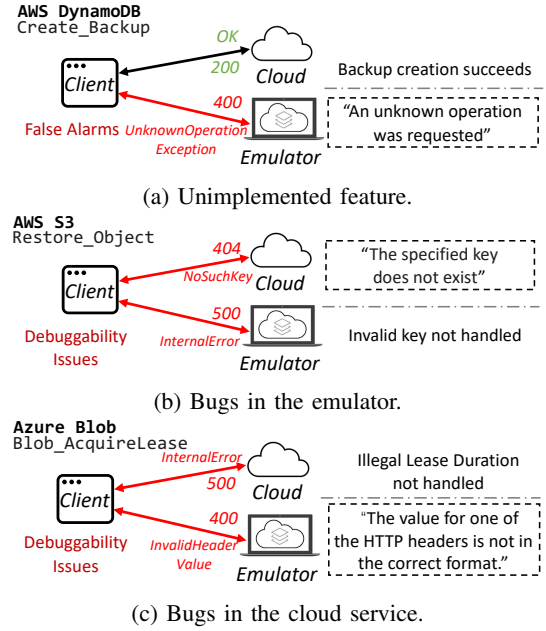 AWS DynamoDB
Create_Backup
OK
200
Client
Cloud
Backup creation succeeds
400
False Alarms
UnknownOperation
Exception
Emulator
“An unknown operation
was requested”
(a) Unimplemented feature.
AWS S3
Restore_Object
404
NoSuchKey
Client
Cloud
“The specified key
does not exist”
500
InternalError
Debuggability
Issues
Emulator
Invalid key not handled
(b) Bugs in the emulator.
Azure Blob
Blob_AcquireLease
InternalError
500
Client
Cloud
Illegal Lease Duration
not handled
400
InvalidHeader
Value
Debuggability
Issues
Emulator
“The value for one of
the HTTP headers is not in
the correct format.”
(c) Bugs in the cloud service.